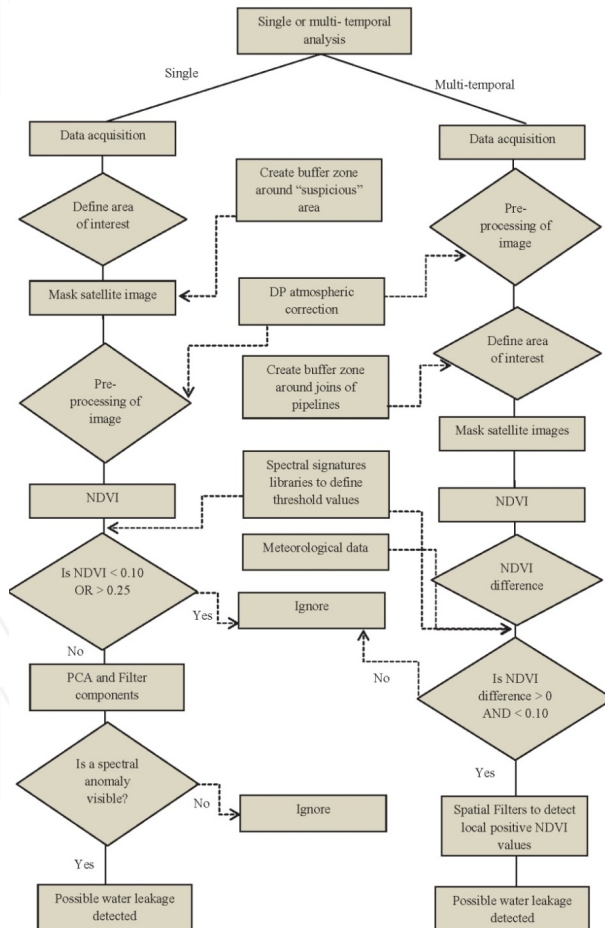 Single or multi- temporal
analysis
Single
Multi-temporal
Data acquisition
Data acquisition
Create buffer zone
around “suspicious”
area
Define area
of interest
Pre-
processing of
image
Mask satellite image
DP atmospheric
correction
Define area
of interest
Pre-
processing of
image
Create buffer zone
around joins of
pipelines
Mask satellite images
Spectral signatures
libraries to define
threshold values
NDVI
NDVI
Meteorological data
NDVI
difference
Is NDVI < 0.10
OR > 0.25
Yes
Ignore
No
No
PCA and Filter
components
Is NDVI
difference > 0
AND < 0.10
Is a spectral
anomaly
visible?
No
Ignore
Yes
Spatial Filters to detect
local positive NDVI
values
Yes
Possible water leakage
detected
Possible water leakage
detected